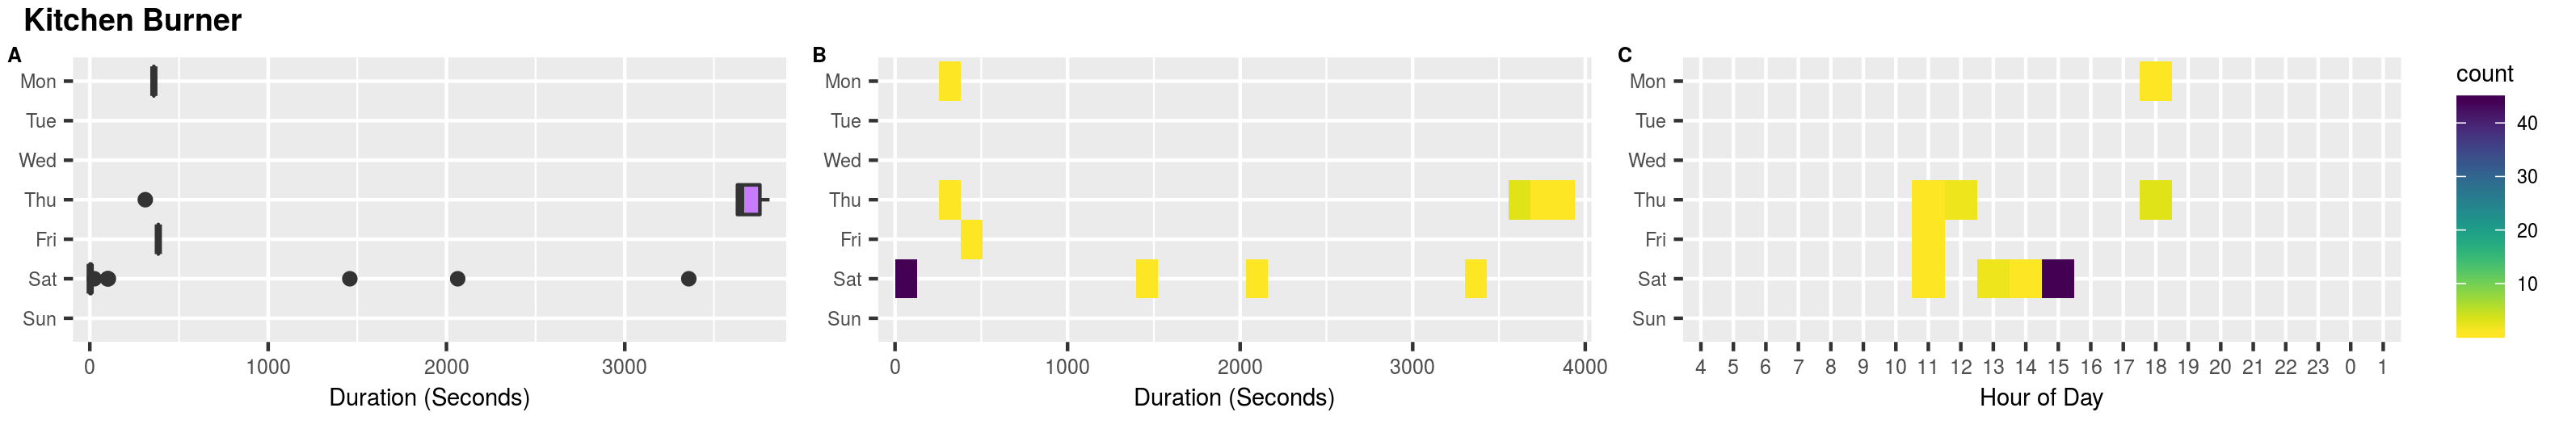 Kitchen Burner
A
Mon
Tue
Wed
Thu
Fri
Sat
Sun
0 1000 2000 3000
Duration (Seconds)
B
Mon
Tue
Wed
Thu
Fri
Sat
Sun
0 1000 2000 3000 4000
Duration (Seconds)
C
Mon
Tue
Wed
Thu
Fri
Sat
Sun
4 5 6 7 8 9 10 11 12 13 14 15 16 17 18 19 20 21 22 23 0 1
Hour of Day
count
40
30
20
10